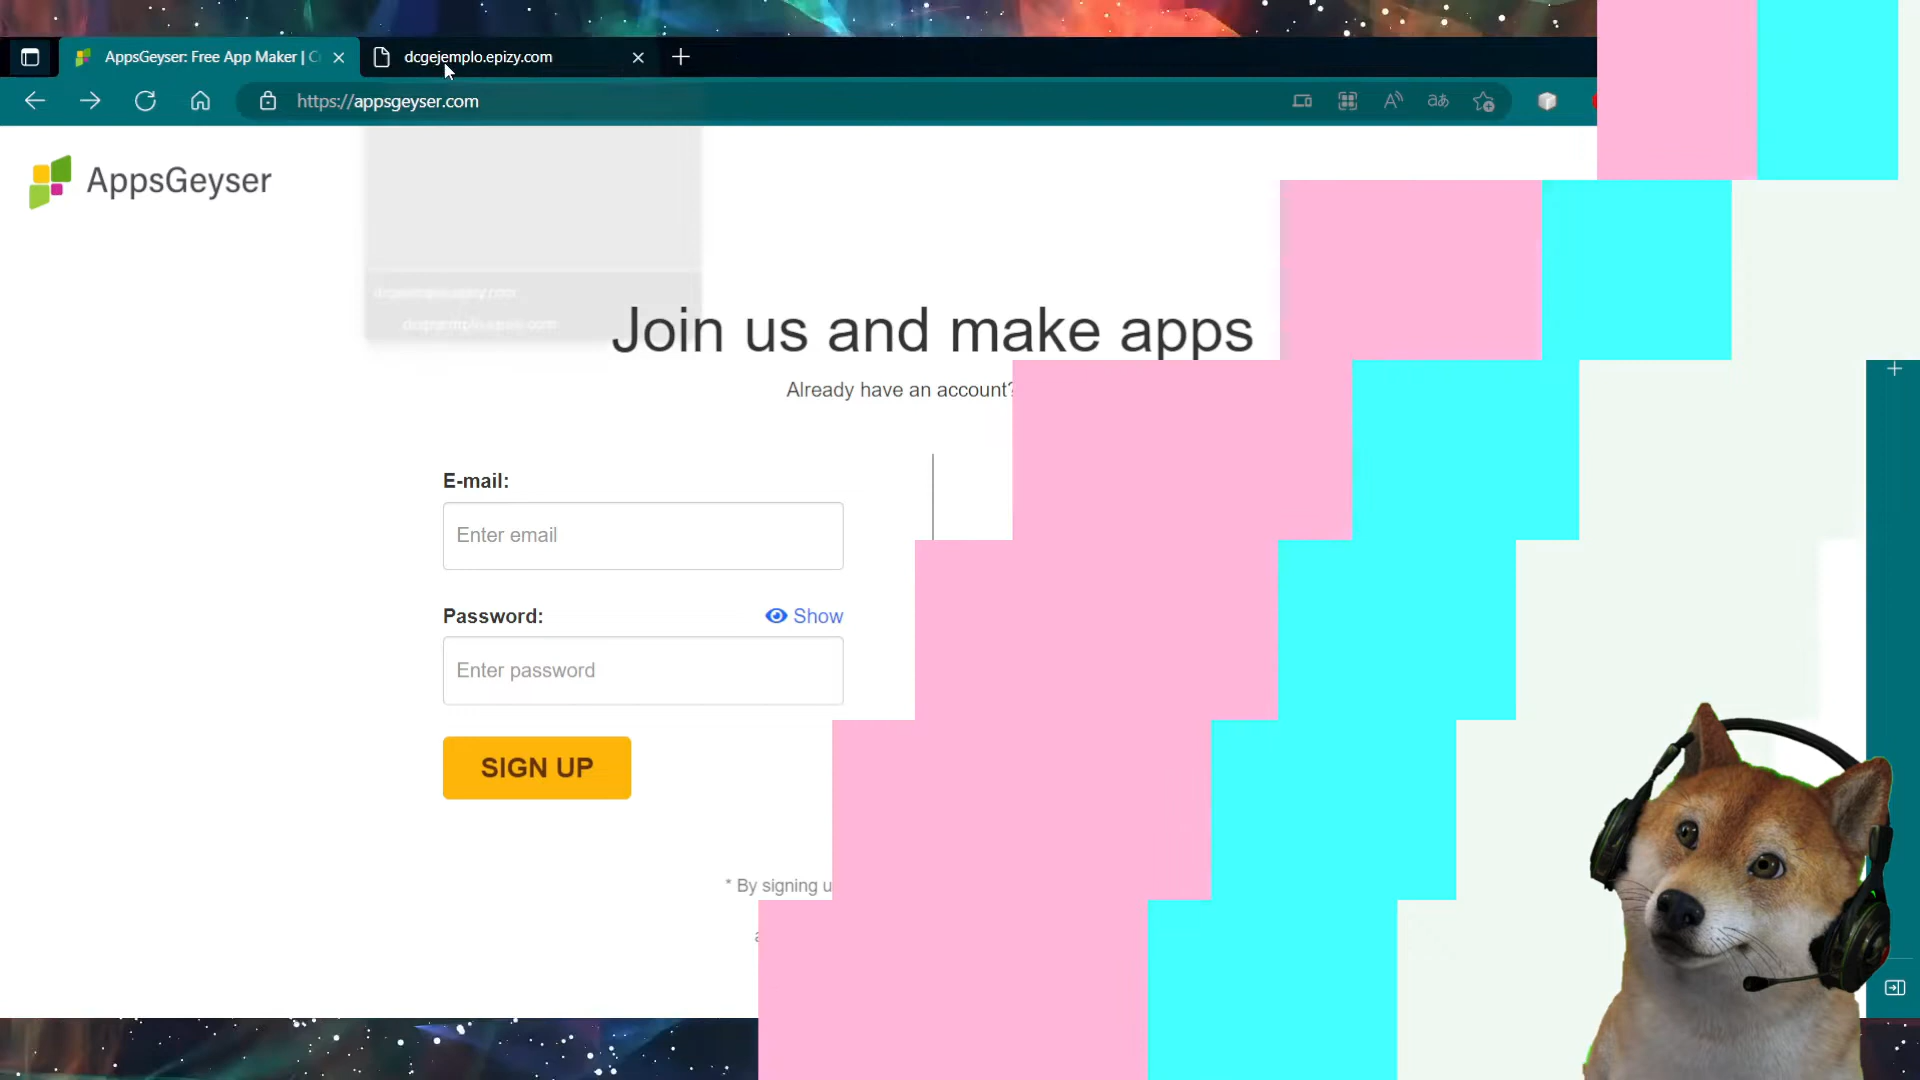 AppsGeyser: Free App Maker | C
dcgejemplo.epizy.com
https://appsgeyser.com
AppsGeyser
Join us and make apps
Already have an account?
E-mail:
Enter email
Password:
Show
Enter password
SIGN UP
* By signing u